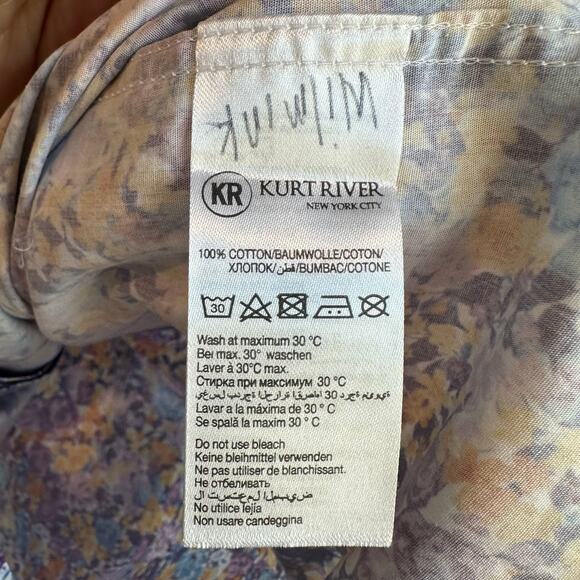 KR KURT RIVER
NEW YORK CITY
100% COTTON/BAUMWOLLE/COTON/
ХЛОПОК/قطن/BUMBAC/COTONE
30
Wash at maximum 30 °C
Bei max. 30° waschen
Laver à 30°C max.
Стирка при максимум 30 °C
Lavar a la máxima de 30 °C
Se spală la maxim 30 °C
Do not use bleach
Keine bleihmittel verwenden
Ne pas utiliser de blanchissant.
Не отбеливать
No utilice lejía
Non usare candeggina